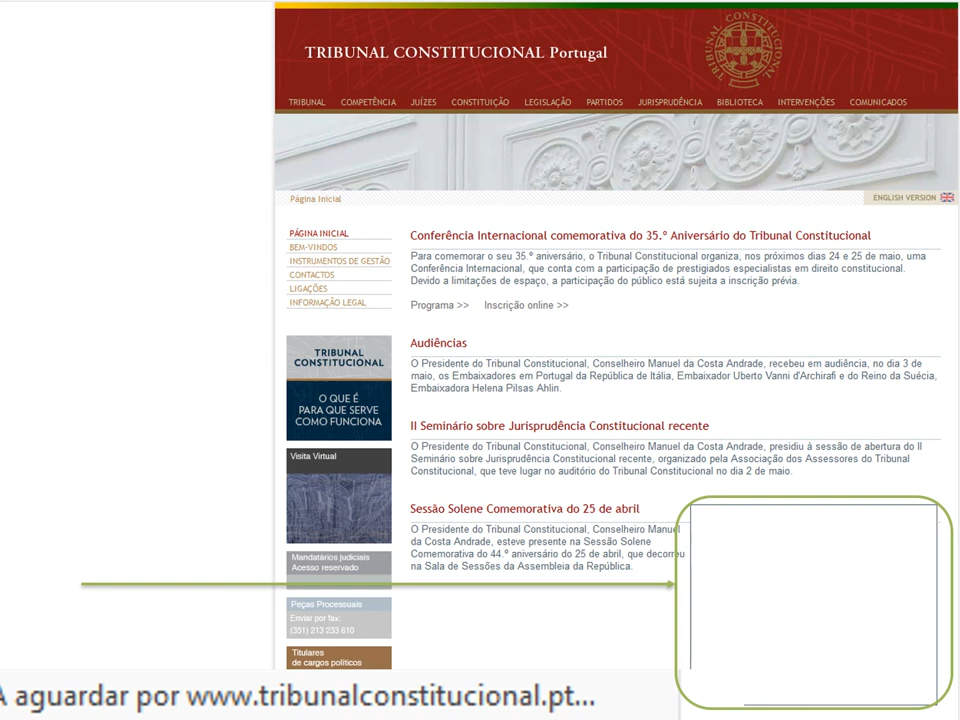 TRIBUNAL CONSTITUCIONAL Portugal
TRIBUNAL CONSTITUCIONAL
TRIBUNAL COMPETÊNCIA JUÍZES CONSTITUIÇÃO LEGISLAÇÃO PARTIDOS JURISPRUDÊNCIA BIBLIOTECA INTERVENÇÕES COMUNICADOS
Página Inicial
ENGLISH VERSION
PÁGINA INICIAL
BEM-VINDOS
INSTRUMENTOS DE GESTÃO
CONTACTOS
LIGAÇÕES
INFORMAÇÃO LEGAL
TRIBUNAL
CONSTITUCIONAL
O QUE É
PARA QUE SERVE
COMO FUNCIONA
Visita Virtual
Mandatários judiciais
Acesso reservado
Peças Processuais
Enviar por fax:
(351) 213 233 610
Titulares
de cargos políticos
Conferência Internacional comemorativa do 35.º Aniversário do Tribunal Constitucional
Para comemorar o seu 35.º aniversário, o Tribunal Constitucional organiza, nos próximos dias 24 e 25 de maio, uma
Conferência Internacional, que conta com a participação de prestigiados especialistas em direito constitucional.
Devido a limitações de espaço, a participação do público está sujeita a inscrição prévia.
Programa >> Inscrição online >>
Audiências
O Presidente do Tribunal Constitucional, Conselheiro Manuel da Costa Andrade, recebeu em audiência, no dia 3 de
maio, os Embaixadores em Portugal da República de Itália, Embaixador Uberto Vanni d'Archirafi e do Reino da Suécia,
Embaixadora Helena Pilsas Ahlin.
II Seminário sobre Jurisprudência Constitucional recente
O Presidente do Tribunal Constitucional, Conselheiro Manuel da Costa Andrade, presidiu à sessão de abertura do II
Seminário sobre Jurisprudência Constitucional recente, organizado pela Associação dos Assessores do Tribunal
Constitucional, que teve lugar no auditório do Tribunal Constitucional no dia 2 de maio.
Sessão Solene Comemorativa do 25 de abril
O Presidente do Tribunal Constitucional, Conselheiro Manuel
da Costa Andrade, esteve presente na Sessão Solene
Comemorativa do 44.º aniversário do 25 de abril, que decorreu
na Sala de Sessões da Assembleia da República.
A aguardar por www.tribunalconstitucional.pt...